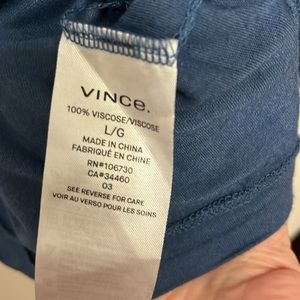 VINCE.
100% VISCOSE/VISCOSE
L/G
MADE IN CHINA
FABRIQUÉ EN CHINE
RN#106730
CA#34460
03
SEE REVERSE FOR CARE
VOIR AU VERSO POUR LES SOINS